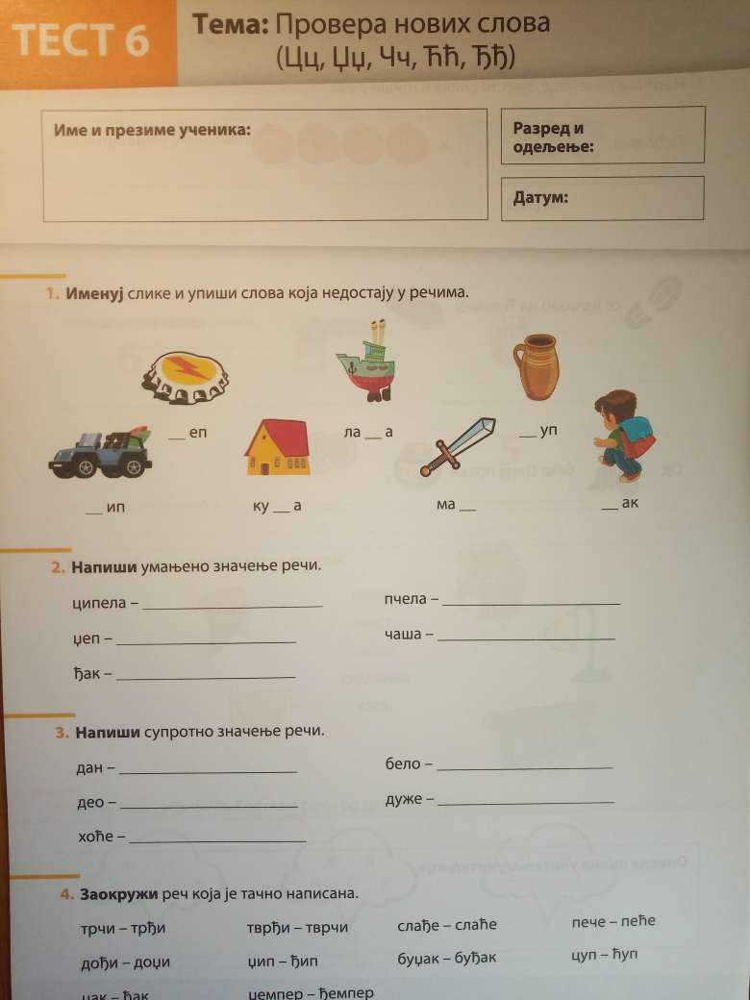 ТЕСТ 6
Тема: Провера нових слова
(Цц, Џџ, Чч, Ћћ, Ђђ)
Име и презиме ученика:
Разред и
одељење:
Датум:
1. Именуј слике и упиши слова која недостају у речима.
__ еп
ла __ а
__ уп
__ ип
ку __ а
ма __
__ ак
2. Напиши умањено значење речи.
ципела – ____________
пчела – ____________
џеп – ____________
чаша – ____________
ђак – ____________
3. Напиши супротно значење речи.
дан – ____________
бело – ____________
део – ____________
дуже – ____________
хоће – ____________
4. Заокружи реч која је тачно написана.
трчи – трђи	тврђи – тврчи	слађе – слаће	пече – пеће
дођи – доџи	џип – ђип	буџак – буђак	цуп – ћуп
џак – ђак	џемпер – ђемпер